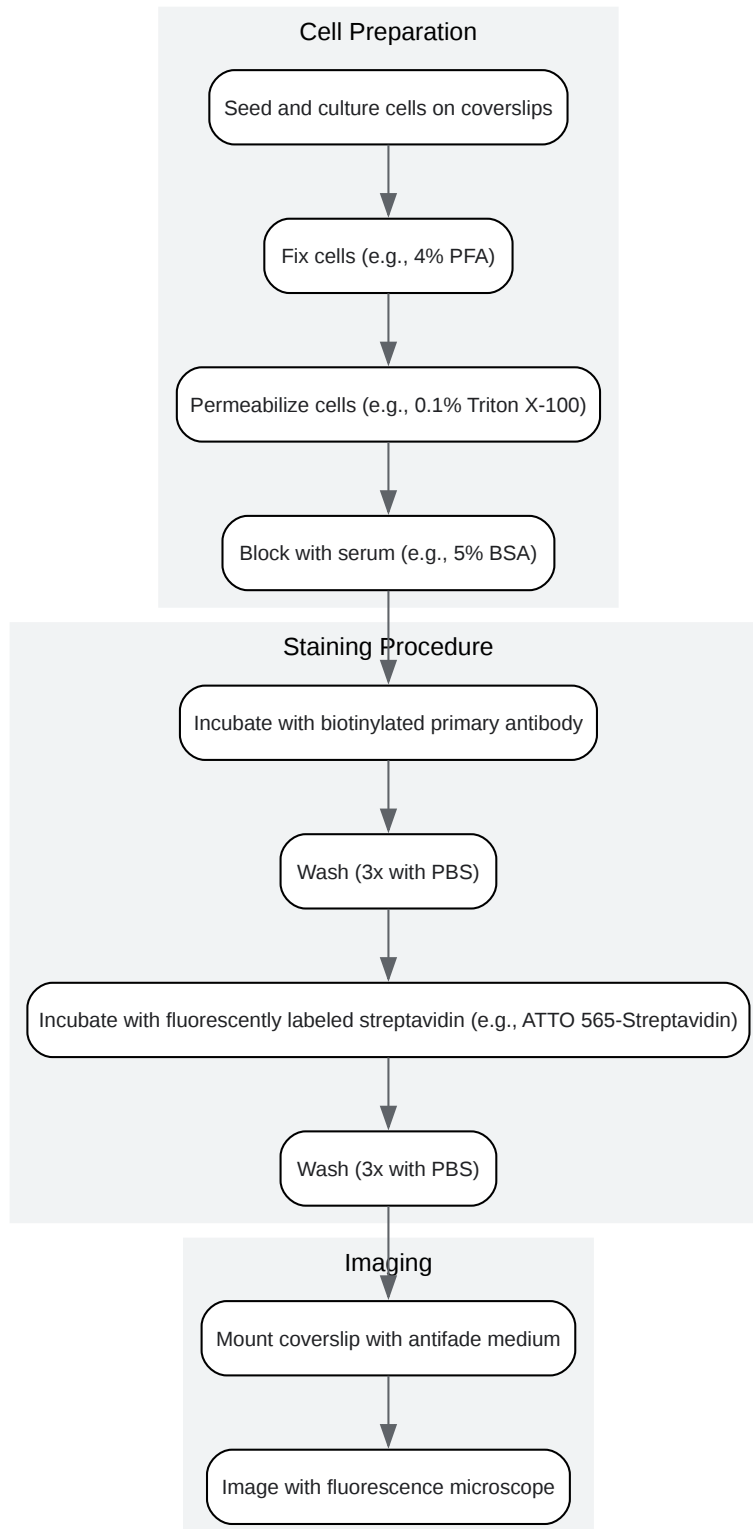 Cell Preparation
Seed and culture cells on coverslips
Fix cells (e.g., 4% PFA)
Permeabilize cells (e.g., 0.1% Triton X-100)
Block with serum (e.g., 5% BSA)
Staining Procedure
Incubate with biotinylated primary antibody
Wash (3x with PBS)
Incubate with fluorescently labeled streptavidin (e.g., ATTO 565-Streptavidin)
Wash (3x with PBS)
Imaging
Mount coverslip with antifade medium
Image with fluorescence microscope